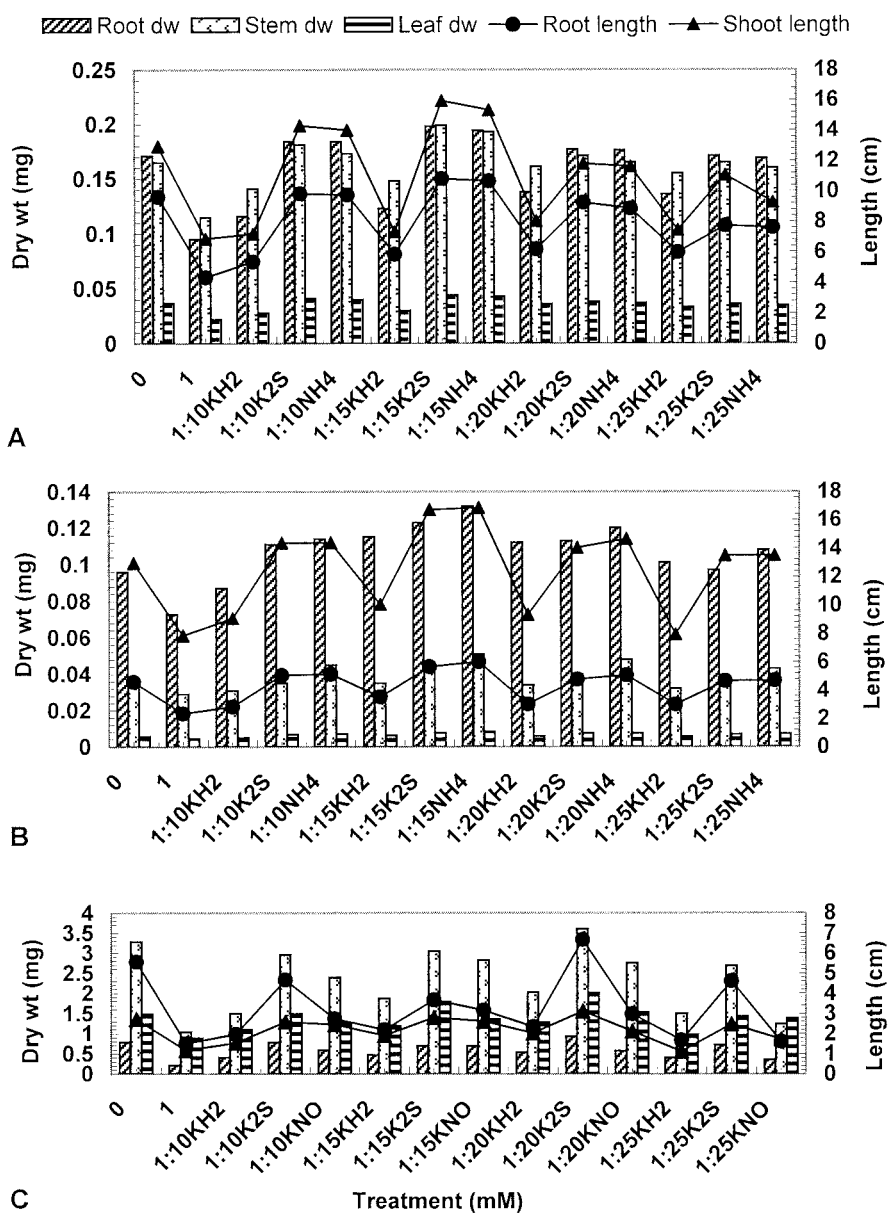 Root dw Stem dw Leaf dw Root length Shoot length
0.25
0.2
0.15
0.1
0.05
0
Dry wt (mg)
18
16
14
12
10
8
6
4
2
0
Length (cm)
0
1
1:10KH2
1:10K2S
1:10NH4
1:15KH2
1:15K2S
1:15NH4
1:20KH2
1:20K2S
1:20NH4
1:25KH2
1:25K2S
1:25NH4
A
0.14
0.12
0.1
0.08
0.06
0.04
0.02
0
Dry wt (mg)
18
16
14
12
10
8
6
4
2
0
Length (cm)
0
1
1:10KH2
1:10K2S
1:10NH4
1:15KH2
1:15K2S
1:15NH4
1:20KH2
1:20K2S
1:20NH4
1:25KH2
1:25K2S
1:25NH4
B
4
3.5
3
2.5
2
1.5
1
0.5
0
Dry wt (mg)
8
7
6
5
4
3
2
1
0
Length (cm)
0
1
1:10KH2
1:10K2S
1:10KNO
1:15KH2
1:15K2S
1:15KNO
1:20KH2
1:20K2S
1:20KNO
1:25KH2
1:25K2S
1:25KNO
C
Treatment (mM)